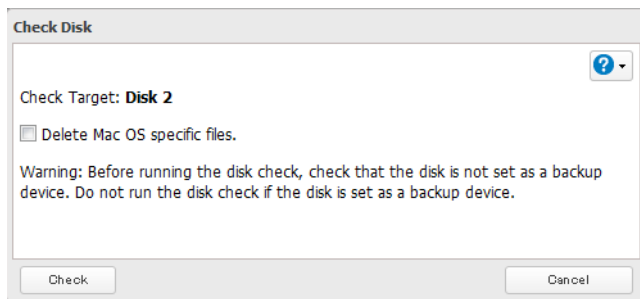 Check Disk
?
Check Target: Disk 2
Delete Mac OS specific files.
Warning: Before running the disk check, check that the disk is not set as a backup
device. Do not run the disk check if the disk is set as a backup device.
Check
Cancel